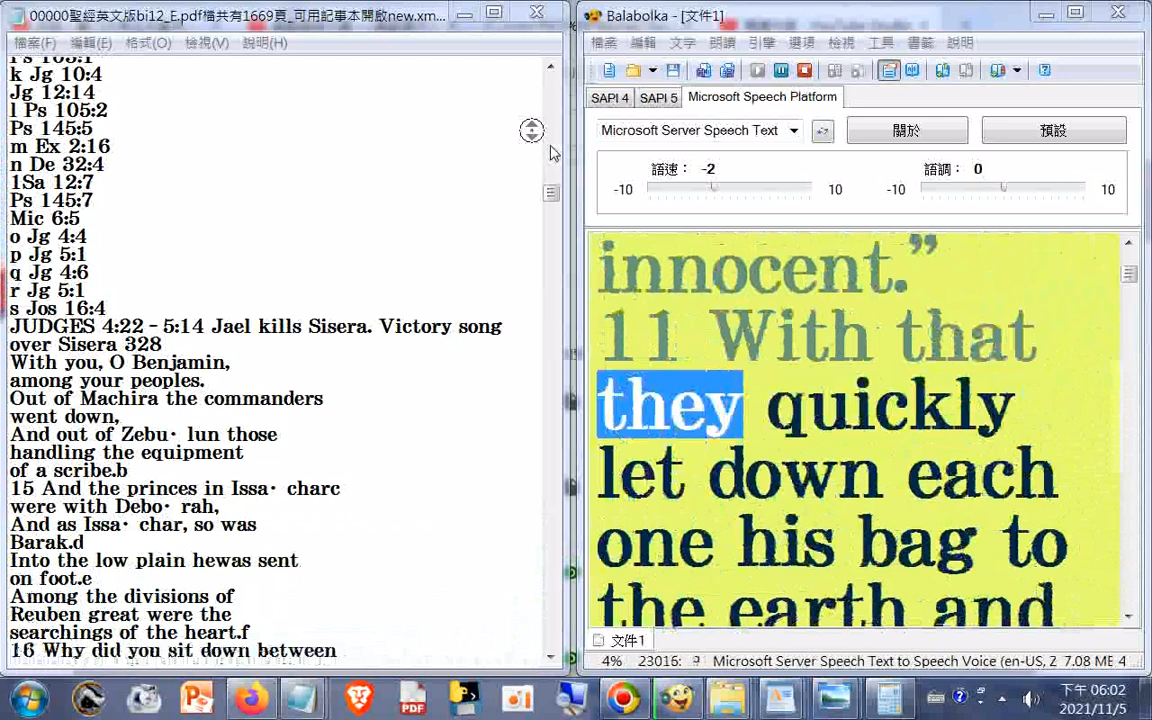 00000聖經英文版bi12_E.pdf檔共有1669頁_可用記事本開啟new.xm...
檔案(F) 編輯(E) 格式(O) 檢視(V) 說明(H)
k Jg 10:4
Jg 12:14
l Ps 105:2
Ps 145:5
m Ex 2:16
n De 32:4
1Sa 12:7
Ps 145:7
Mic 6:5
o Jg 4:4
p Jg 5:1
q Jg 4:6
r Jg 5:1
s Jos 16:4
JUDGES 4:22 – 5:14 Jael kills Sisera. Victory song
over Sisera 328
With you, O Benjamin,
among your peoples.
Out of Machira the commanders
went down,
And out of Zebu· lun those
handling the equipment
of a scribe.b
15 And the princes in Issa· charc
were with Debo· rah,
And as Issa· char, so was
Barak.d
Into the low plain hewas sent
on foot.e
Among the divisions of
Reuben great were the
searchings of the heart.f
16 Why did you sit down between
Balabolka - [文件1]
檔案 編輯 文字 朗讀 引擎 選項 檢視 工具 書籤 說明
SAPI 4 SAPI 5 Microsoft Speech Platform
Microsoft Server Speech Text 關於 預設
語速： -2 語調： 0
-10 10 -10 10
innocent.”
11 With that
they quickly
let down each
one his bag to
the earth and
文件1
4% 23016: Microsoft Server Speech Text to Speech Voice (en-US, Z 7.08 MB 4
PDF
下午 06:02
2021/11/5